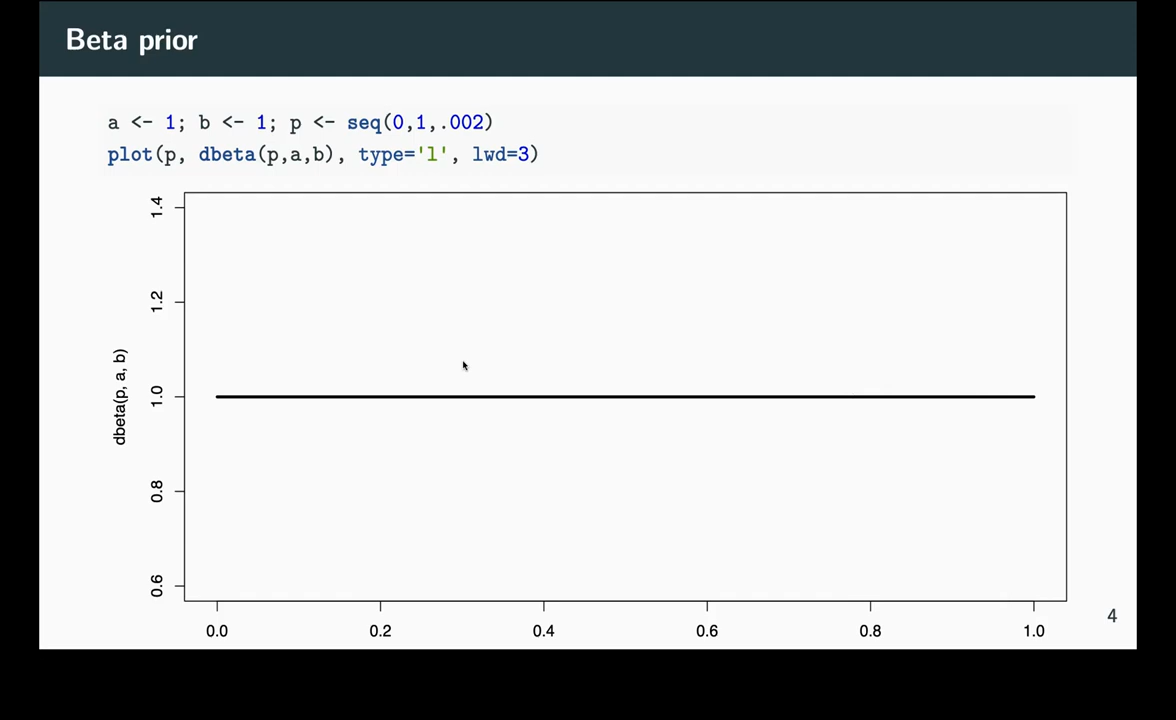 Beta prior
a <- 1; b <- 1; p <- seq(0,1,.002)
plot(p, dbeta(p,a,b), type='l', lwd=3)
dbeta(p, a, b)
1.4
1.2
1.0
0.8
0.6
0.0 0.2 0.4 0.6 0.8 1.0
4